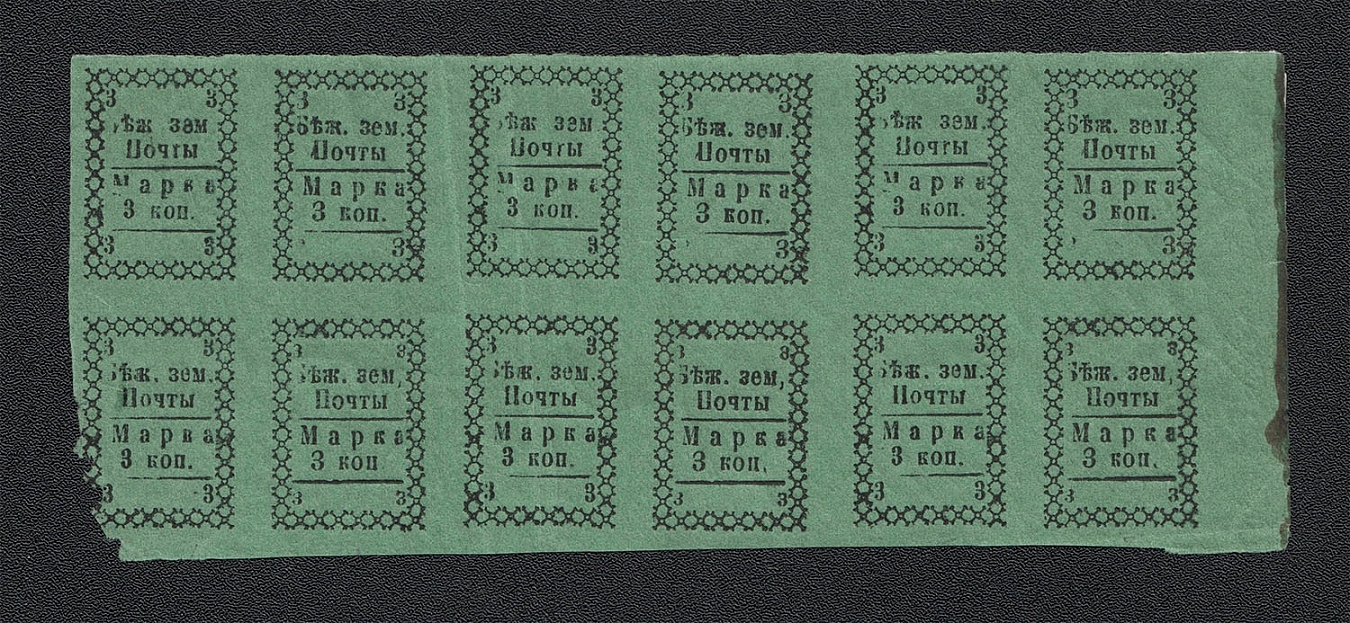 3 3
Бѣж зем
Почты
Марка
3 коп.
3 3
3 3
Бѣж. зем.
Почты
Марка
3 коп.
3
3 3
Бѣж зем
Почты
Марка
3 коп.
3 3
3 3
Бѣж. зем.
Почты
Марка
3 коп.
3
3 3
Бѣж зем.
Почты
Марка
3 коп.
3 3
3 3
Бѣж. зем.
Почты
Марка
3 коп.
3
3 3
Бѣж. зем.
Почты
Марка
3 коп.
3 3
3 3
Бѣж. зем,
Почты
Марка
3 коп
3 3
3 3
Бѣж. зем.
Почты
Марка
3 коп.
3 3
3 3
Бѣж. зем,
Почты
Марка
3 коп.
3 3
3 3
Бѣж. зем.
Почты
Марка
3 коп.
3 3
3 3
Бѣж. зем,
Почты
Марка
3 коп.
3 3